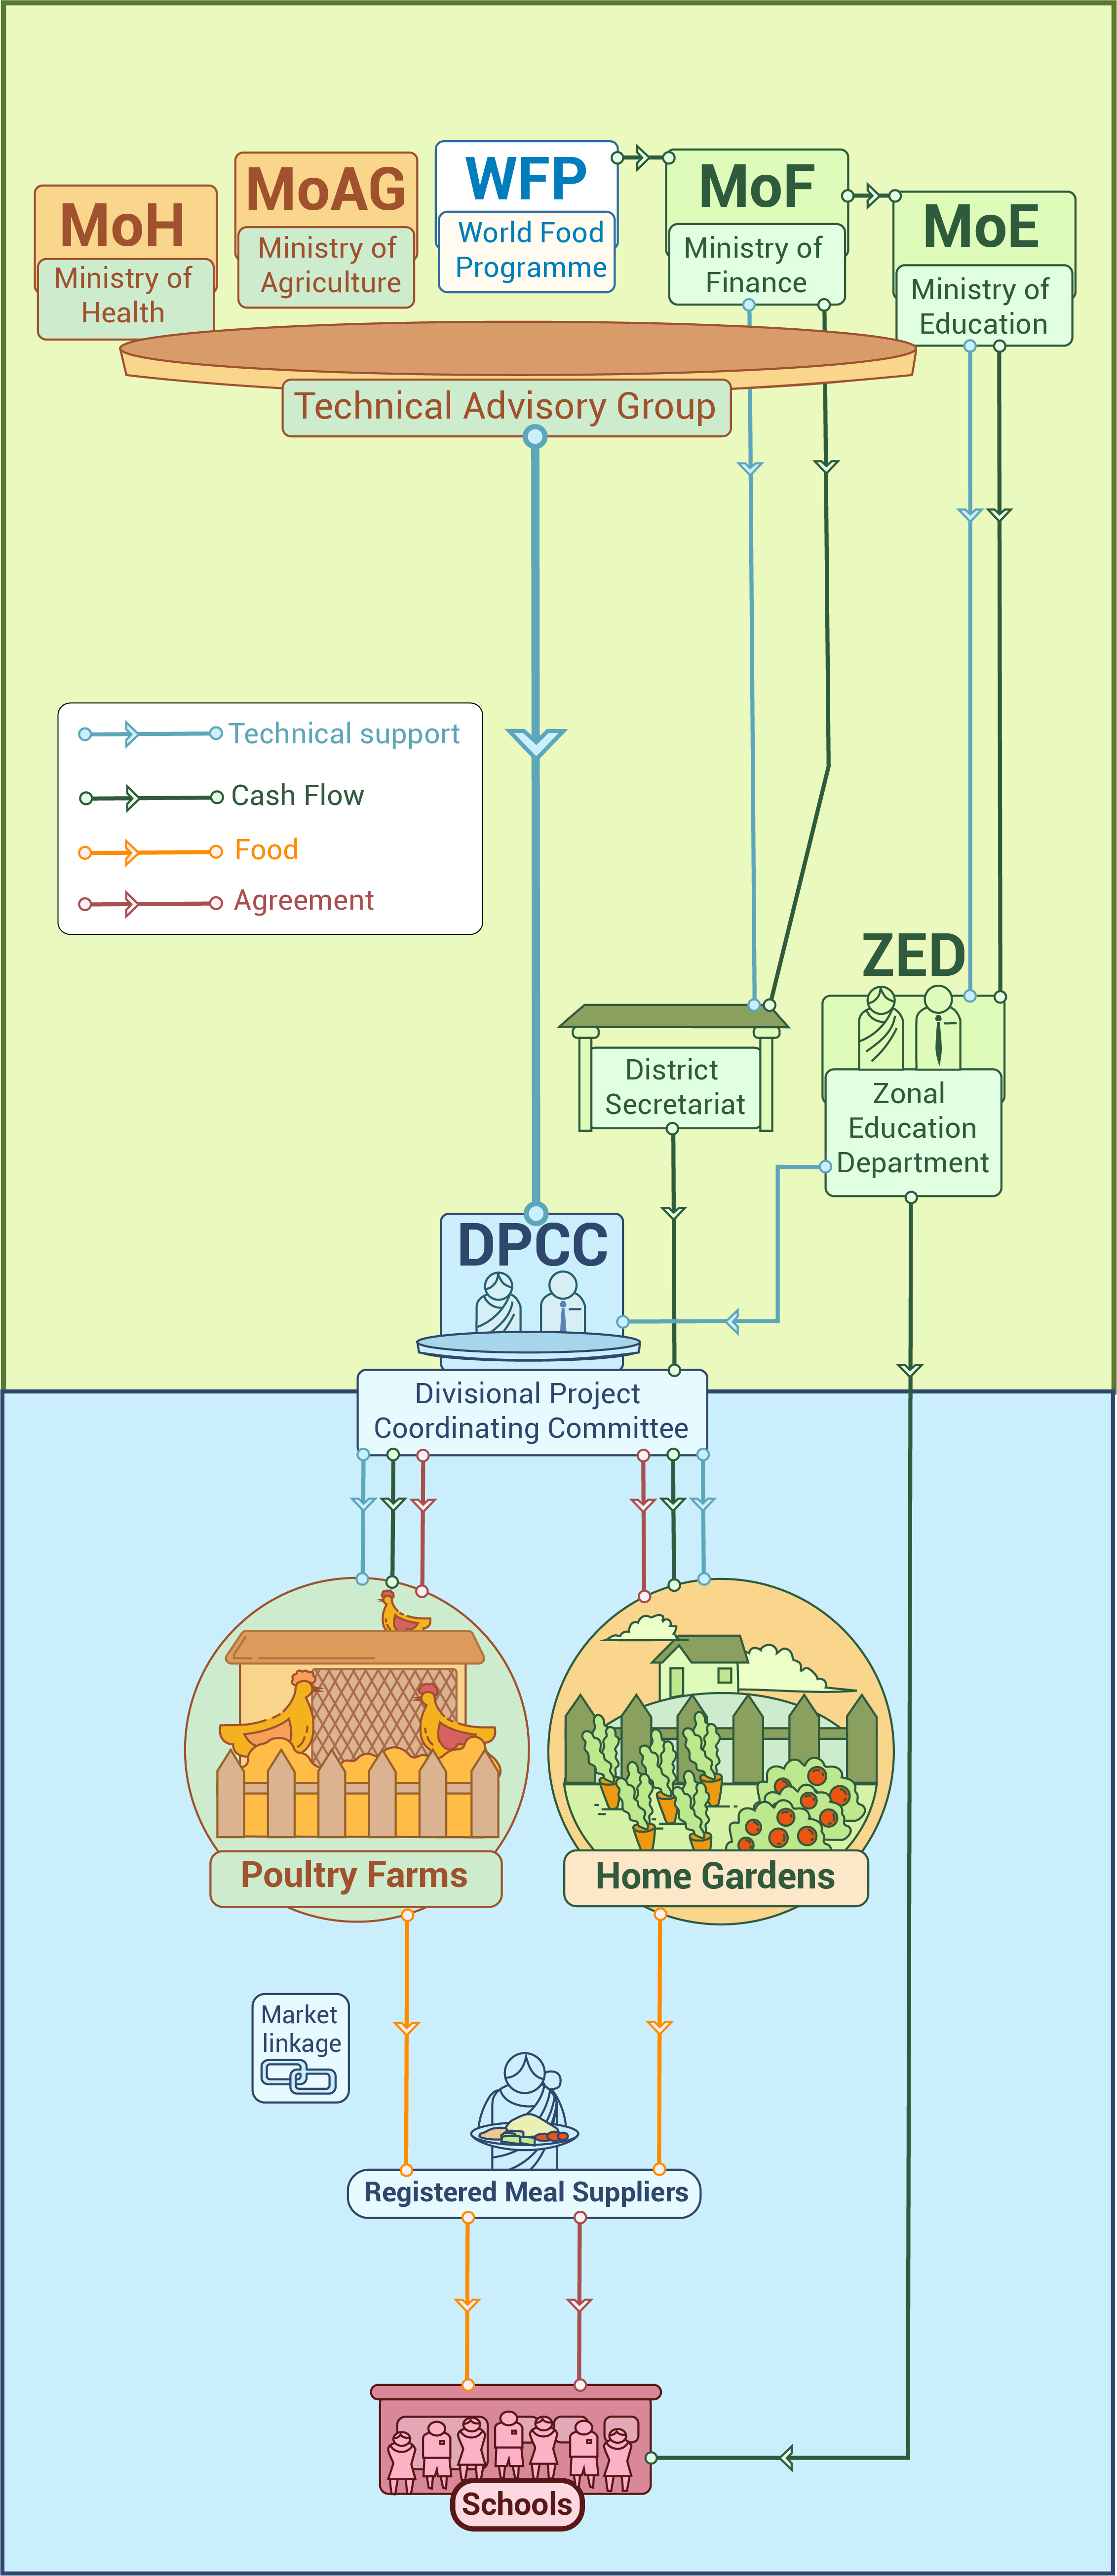 MoH
Ministry of
Health
MoAG
Ministry of
Agriculture
WFP
World Food
Programme
MoF
Ministry of
Finance
MoE
Ministry of
Education
Technical Advisory Group
Technical support
Cash Flow
Food
Agreement
ZED
Zonal
Education
Department
District
Secretariat
DPCC
Divisional Project
Coordinating Committee
Poultry Farms
Home Gardens
Market
linkage
Registered Meal Suppliers
Schools